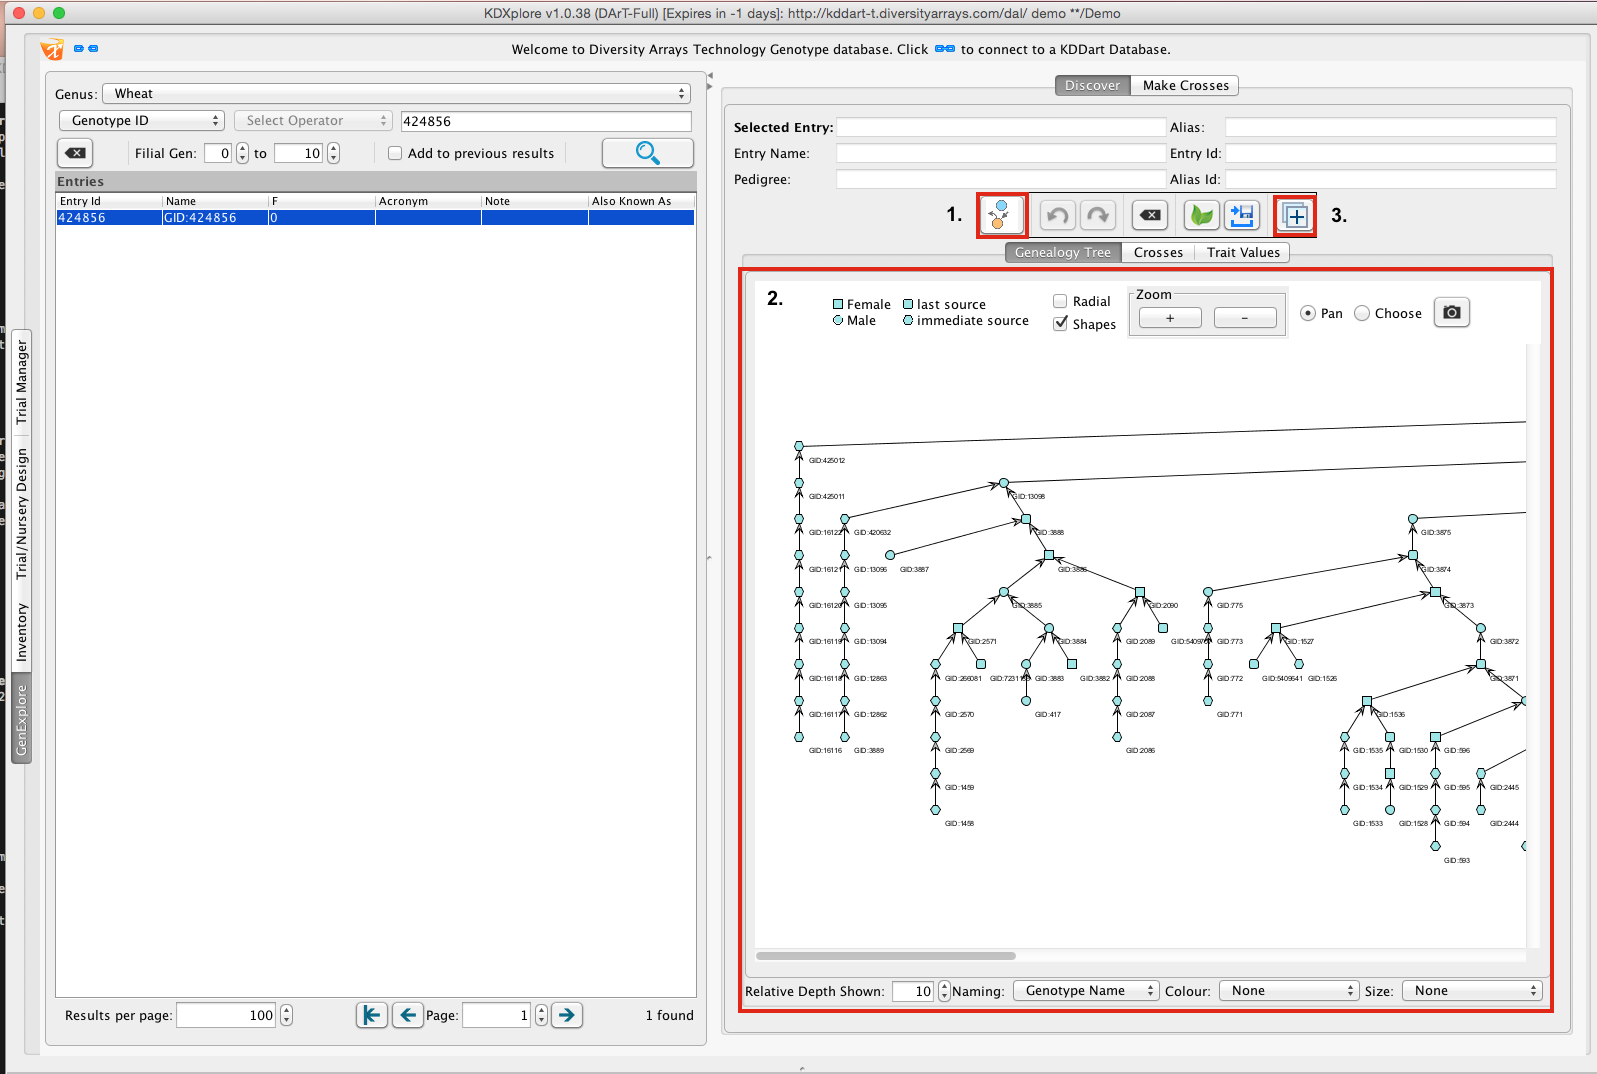 KDXplore v1.0.38 (DArT-Full) [Expires in -1 days]: http://kddart-t.diversityarrays.com/dal/ demo **/Demo
Welcome to Diversity Arrays Technology Genotype database. Click to connect to a KDDart Database.
Trial Manager
Trial/Nursery Design
Inventory
GenExplore
Genus: Wheat
Genotype ID Select Operator 424856
Filial Gen: 0 to 10 Add to previous results
Entries
Entry Id Name F Acronym Note Also Known As
424856 GID:424856 0
Results per page: 100 Page: 1 1 found
Discover Make Crosses
Selected Entry: Alias:
Entry Name: Entry Id:
Pedigree: Alias Id:
1. 3.
Genealogy Tree Crosses Trait Values
2.
Female last source
Male immediate source
Radial
Shapes
Zoom
+ -
Pan Choose
GID:425012
GID:425011 GID:13098
GID:16122 GID:420632 GID:3888 GID:3875
GID:16121 GID:13096 GID:3887 GID:3886 GID:3874
GID:16120 GID:13095 GID:3885 GID:2090 GID:775 GID:3873
GID:16119 GID:13094 GID:2571 GID:3884 GID:2089 GID:773 GID:1527 GID:3872
GID:16118 GID:12863 GID:266081 GID:3883 GID:3882 GID:2088 GID:772 GID:5409541 GID:1526 GID:3871
GID:16117 GID:12862 GID:2570 GID:417 GID:2087 GID:771 GID:1536
GID:16116 GID:3889 GID:2569 GID:2086 GID:1535 GID:1530 GID:596
GID:1459 GID:1534 GID:1529 GID:595 GID:2445
GID:1458 GID:1533 GID:1528 GID:594 GID:2444
GID:593
Relative Depth Shown: 10 Naming: Genotype Name Colour: None Size: None